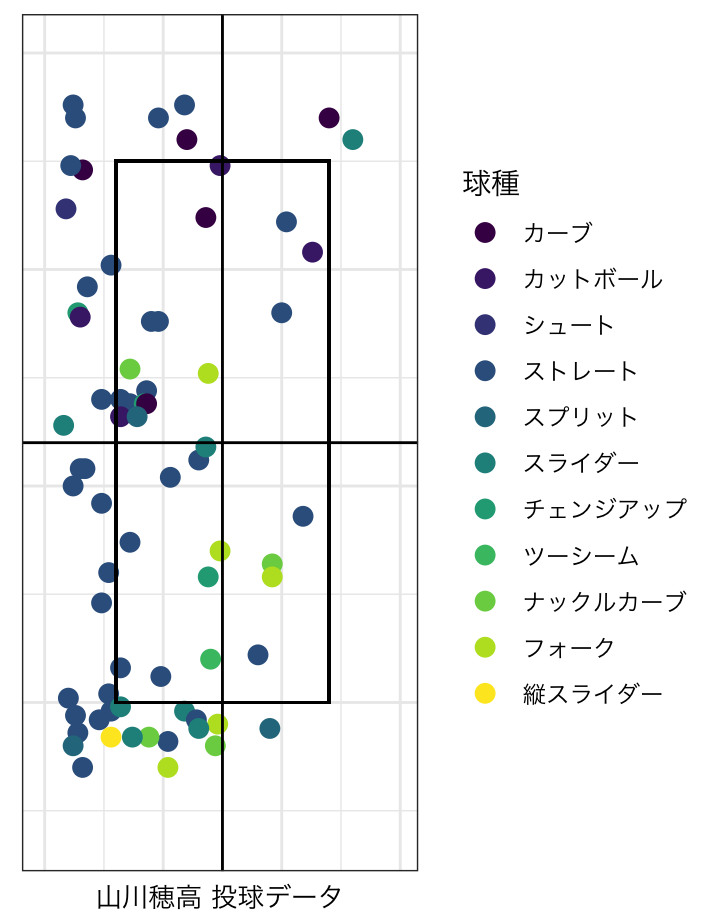 球種
カーブ
カットボール
シュート
ストレート
スプリット
スライダー
チェンジアップ
ツーシーム
ナックルカーブ
フォーク
縦スライダー
山川穂高 投球データ